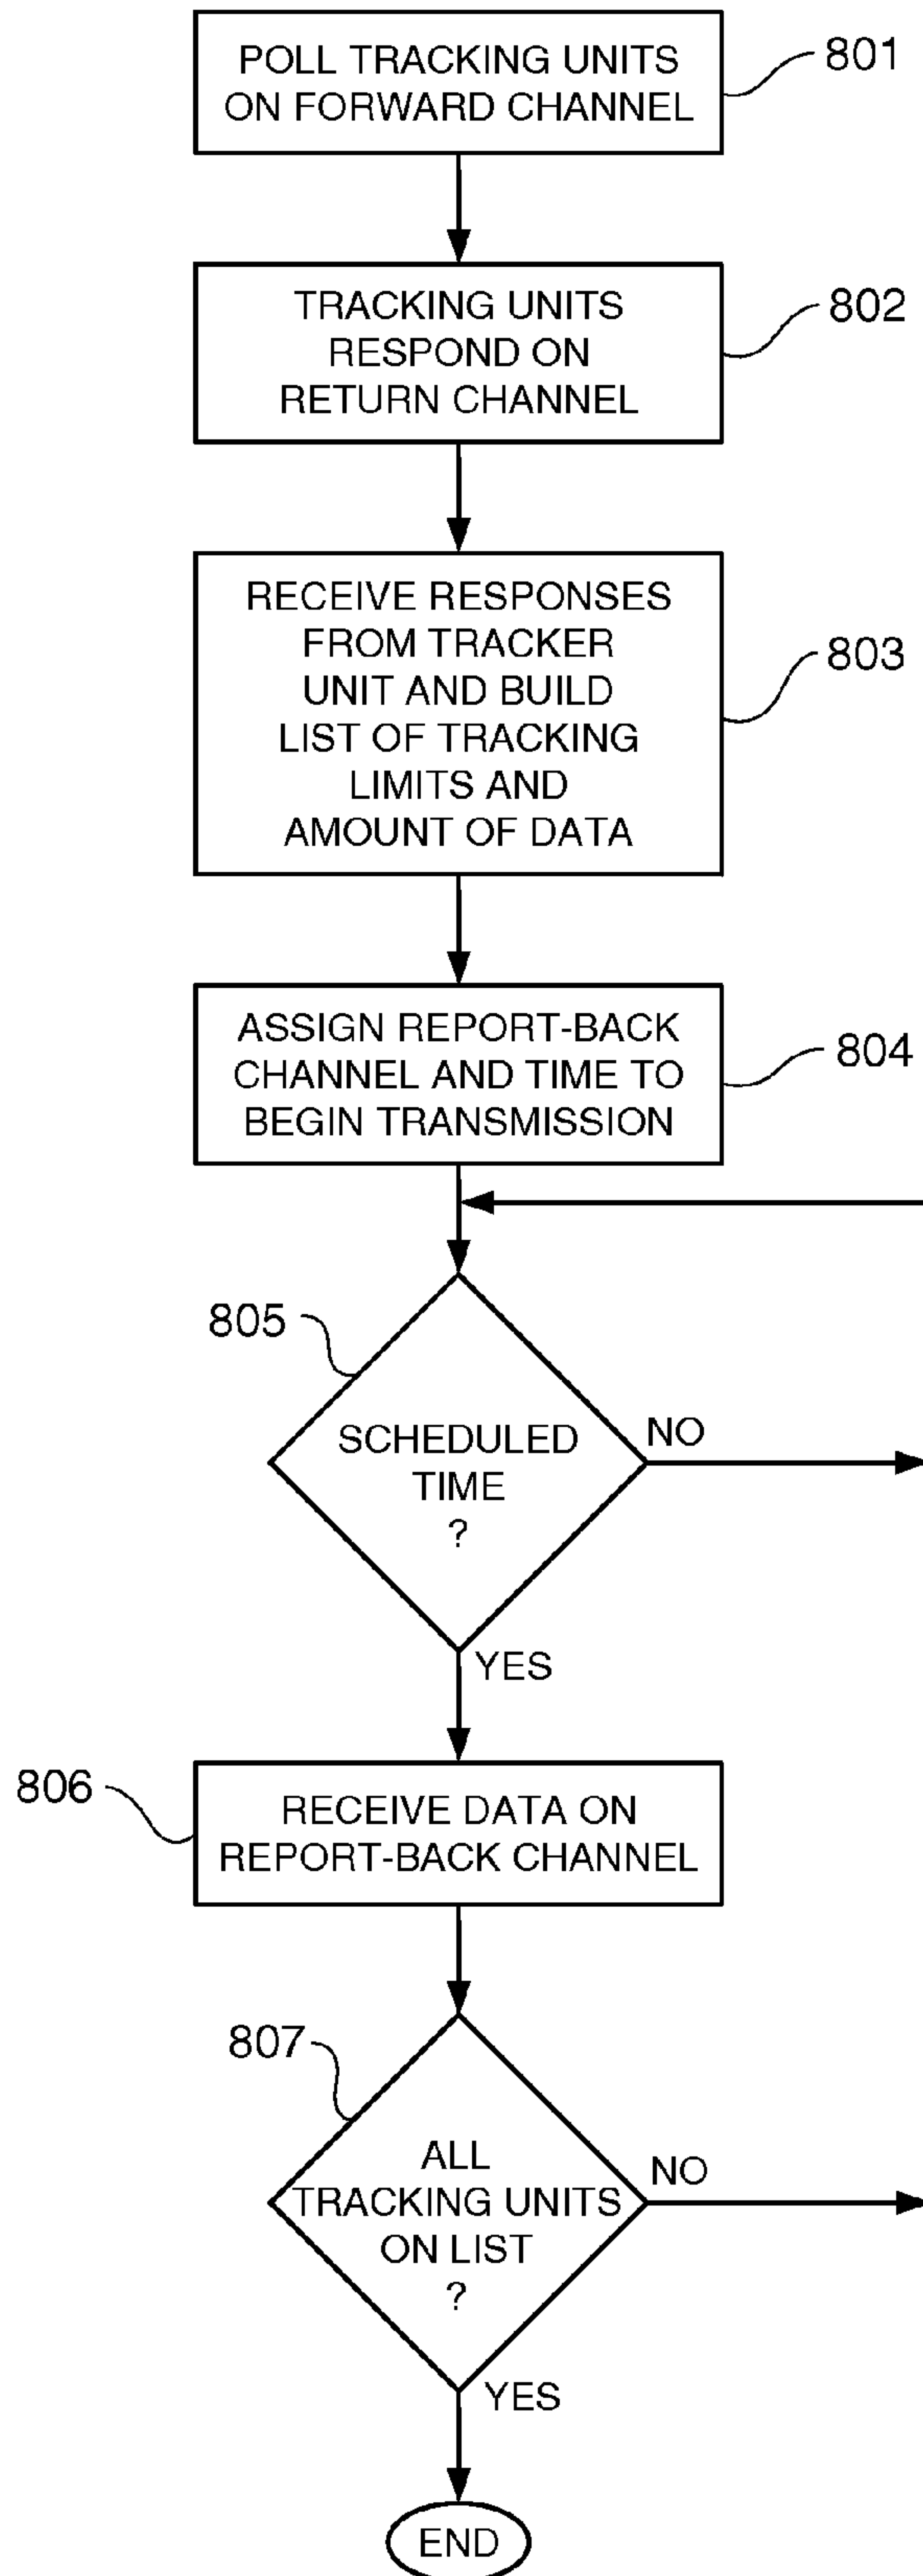 POLL TRACKING UNITS
ON FORWARD CHANNEL
801
TRACKING UNITS
RESPOND ON
RETURN CHANNEL
802
RECEIVE RESPONSES
FROM TRACKER
UNIT AND BUILD
LIST OF TRACKING
LIMITS AND
AMOUNT OF DATA
803
ASSIGN REPORT-BACK
CHANNEL AND TIME TO
BEGIN TRANSMISSION
804
805
SCHEDULED
TIME
?
NO
YES
806
RECEIVE DATA ON
REPORT-BACK CHANNEL
807
ALL
TRACKING UNITS
ON LIST
?
NO
YES
END